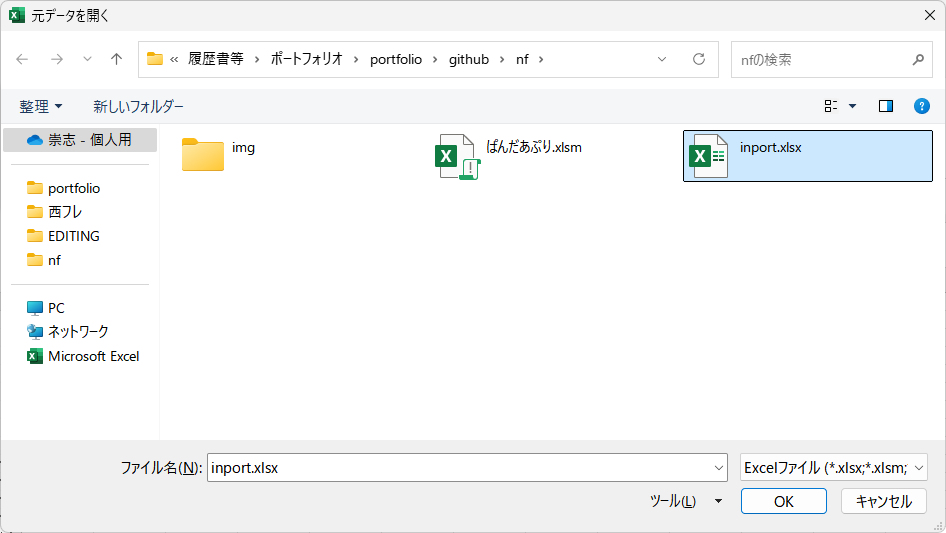 元データを開く
« 履歴書等 › ポートフォリオ › portfolio › github › nf ›
nfの検索
整理
新しいフォルダー
崇志 - 個人用
portfolio
西フレ
EDITING
nf
PC
ネットワーク
Microsoft Excel
img
ぱんだあぷり.xlsm
inport.xlsx
ファイル名(N):
inport.xlsx
Excelファイル (*.xlsx;*.xlsm;
ツール(L)
OK
キャンセル